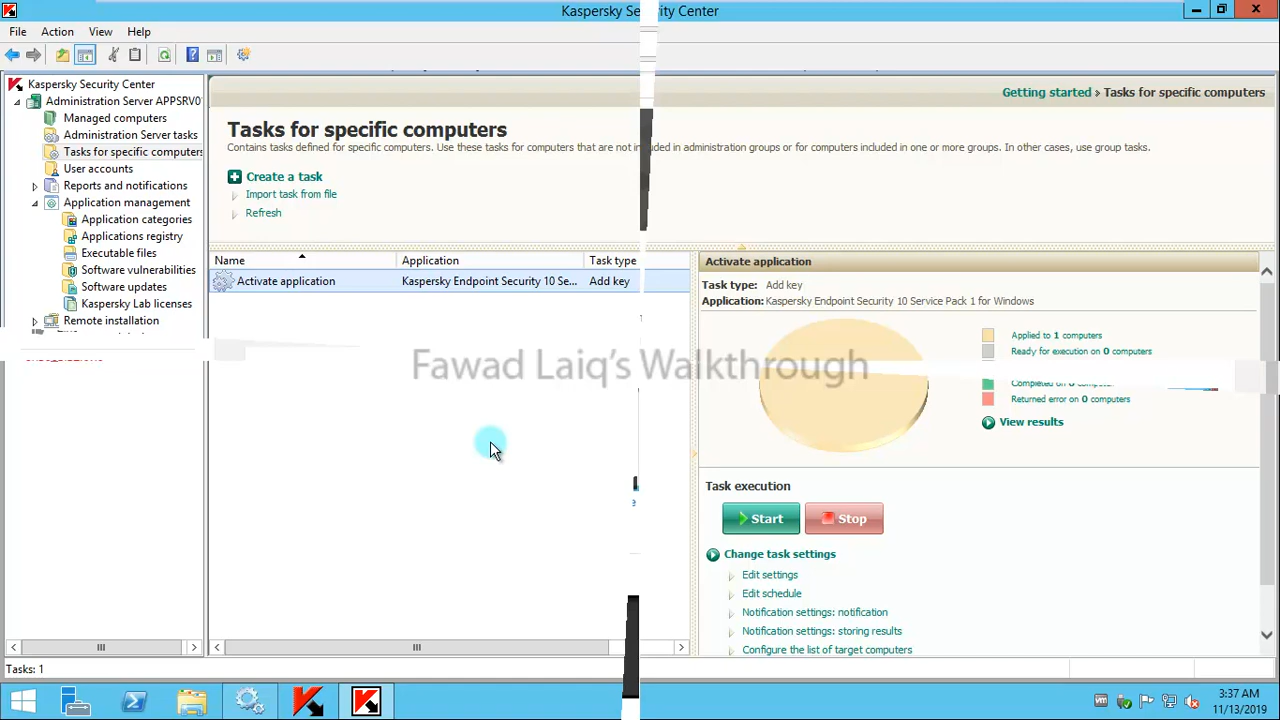 Kaspersky Security Center
File Action View Help
Kaspersky Security Center
Administration Server APPSRV0
Managed computers
Administration Server tasks
Tasks for specific computers
User accounts
Reports and notifications
Application management
Application categories
Applications registry
Executable files
Software vulnerabilities
Software updates
Kaspersky Lab licenses
Remote installation
Getting started » Tasks for specific computers
Tasks for specific computers
Contains tasks defined for specific computers. Use these tasks for computers that are not included in administration groups or for computers included in one or more groups. In other cases, use group tasks.
Create a task
Import task from file
Refresh
Name Application Task type
Activate application Kaspersky Endpoint Security 10 Se... Add key
Activate application
Task type: Add key
Application: Kaspersky Endpoint Security 10 Service Pack 1 for Windows
Applied to 1 computers
Ready for execution on 0 computers
Completed on 0
Returned error on 0 computers
View results
Fawad Laiq's Walkthrough
Task execution
Start Stop
Change task settings
Edit settings
Edit schedule
Notification settings: notification
Notification settings: storing results
Configure the list of target computers
Tasks: 1
3:37 AM
11/13/2019